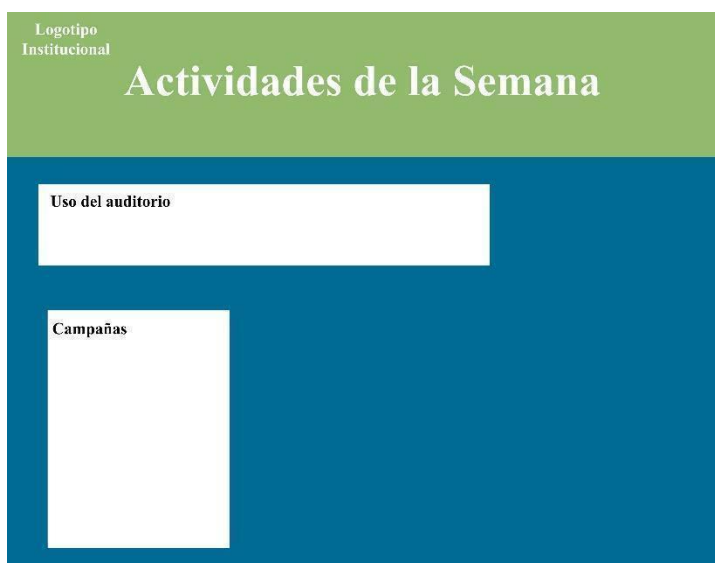 Logotipo
Institucional
Actividades de la Semana
Uso del auditorio
Campañas